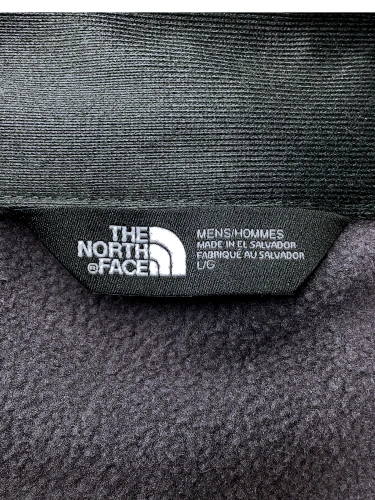 THE
NORTH
®FACE
MENS/HOMMES
MADE IN EL SALVADOR
FABRIQUÉ AU SALVADOR
L/G